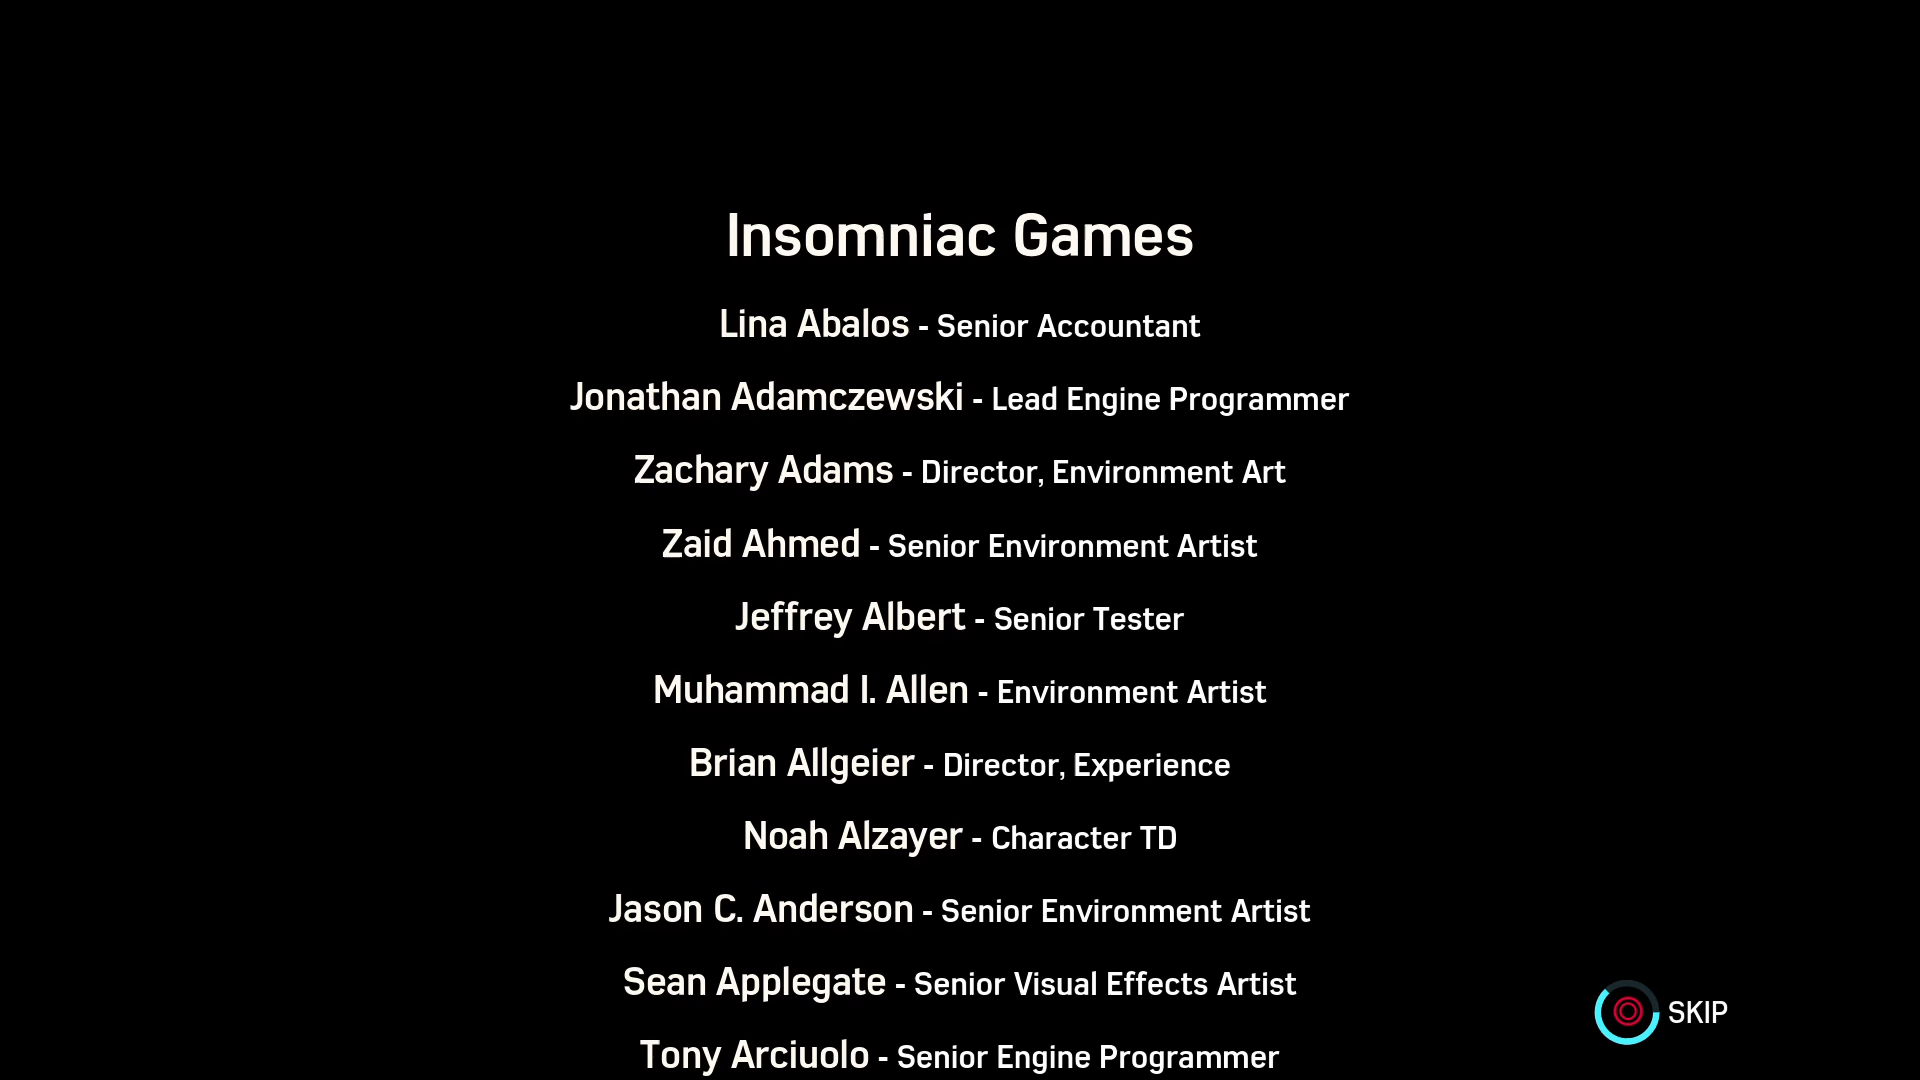 Insomniac Games
Lina Abalos - Senior Accountant
Jonathan Adamczewski - Lead Engine Programmer
Zachary Adams - Director, Environment Art
Zaid Ahmed - Senior Environment Artist
Jeffrey Albert - Senior Tester
Muhammad I. Allen - Environment Artist
Brian Allgeier - Director, Experience
Noah Alzayer - Character TD
Jason C. Anderson - Senior Environment Artist
Sean Applegate - Senior Visual Effects Artist
SKIP
Tony Arciuolo - Senior Engine Programmer